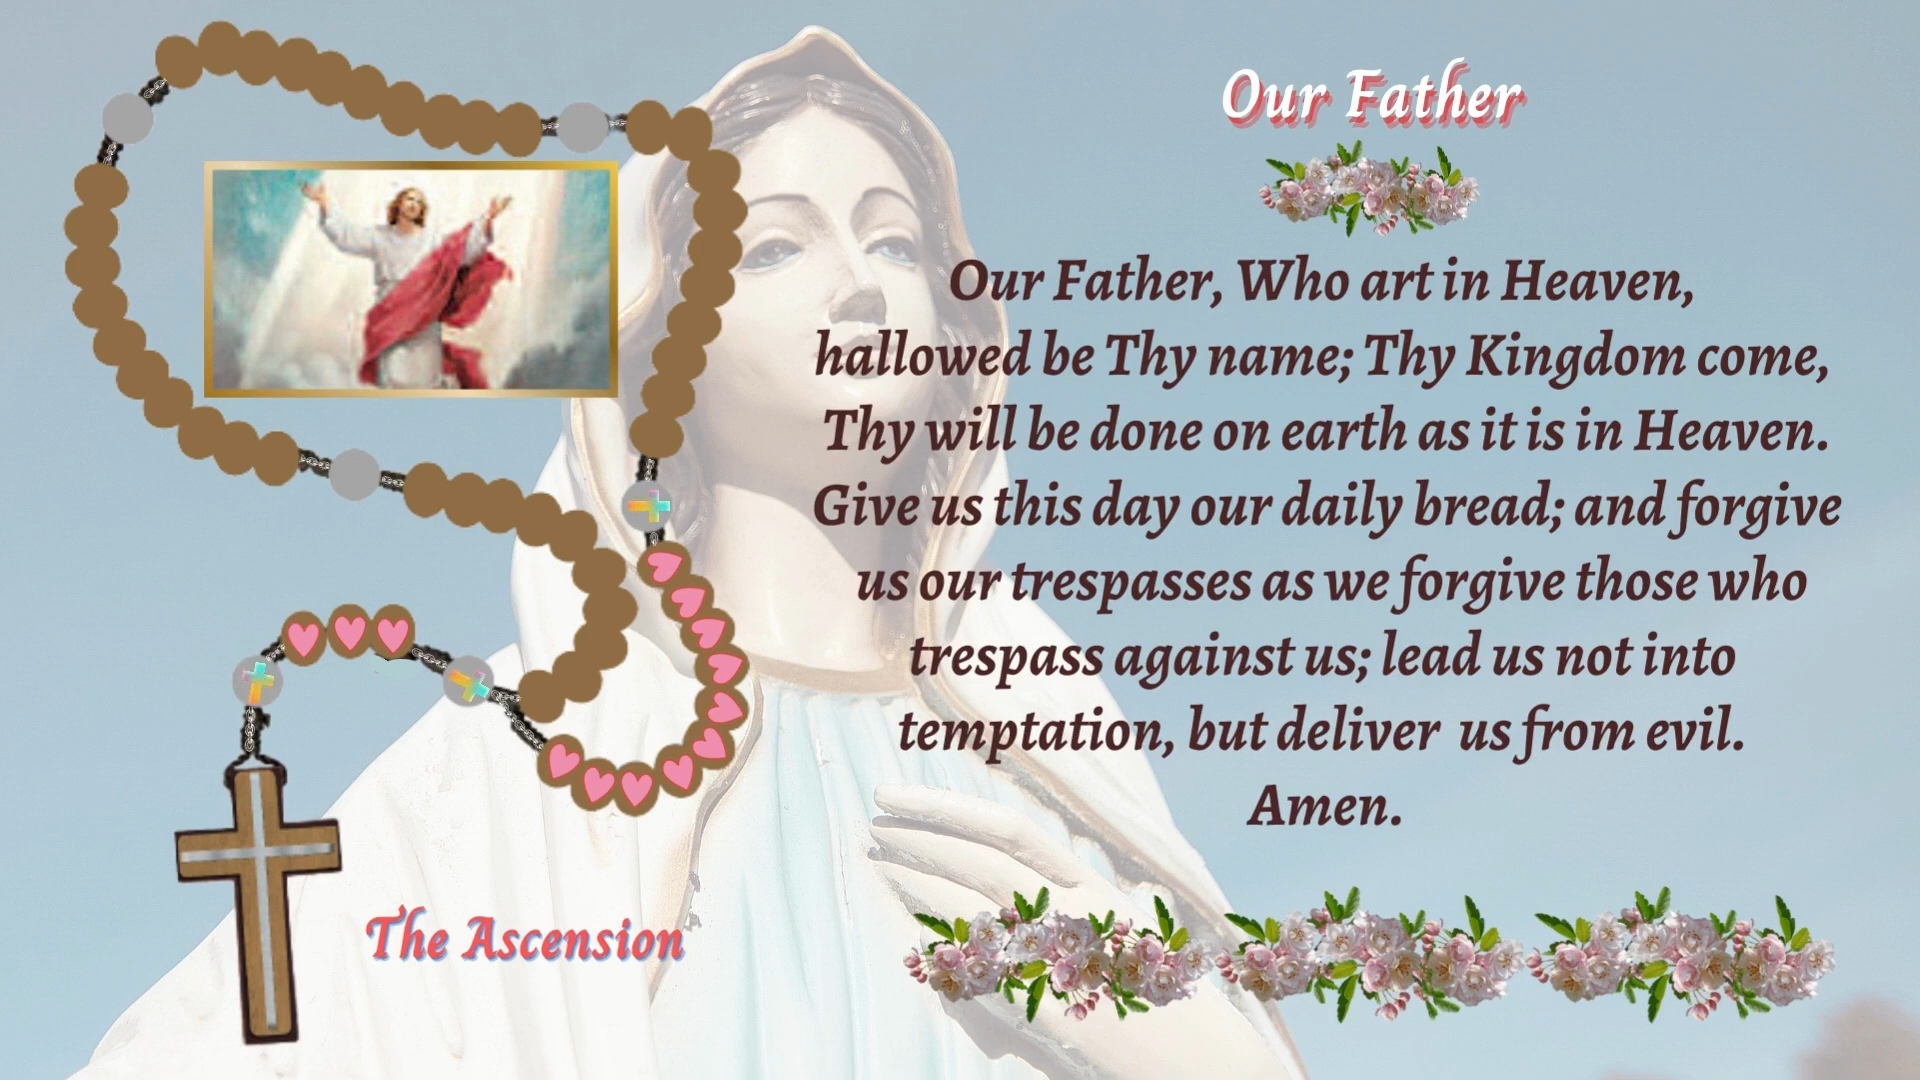 Our Father
Our Father, Who art in Heaven,
hallowed be Thy name; Thy Kingdom come,
Thy will be done on earth as it is in Heaven.
Give us this day our daily bread; and forgive
us our trespasses as we forgive those who
trespass against us; lead us not into
temptation, but deliver us from evil.
Amen.
The Ascension